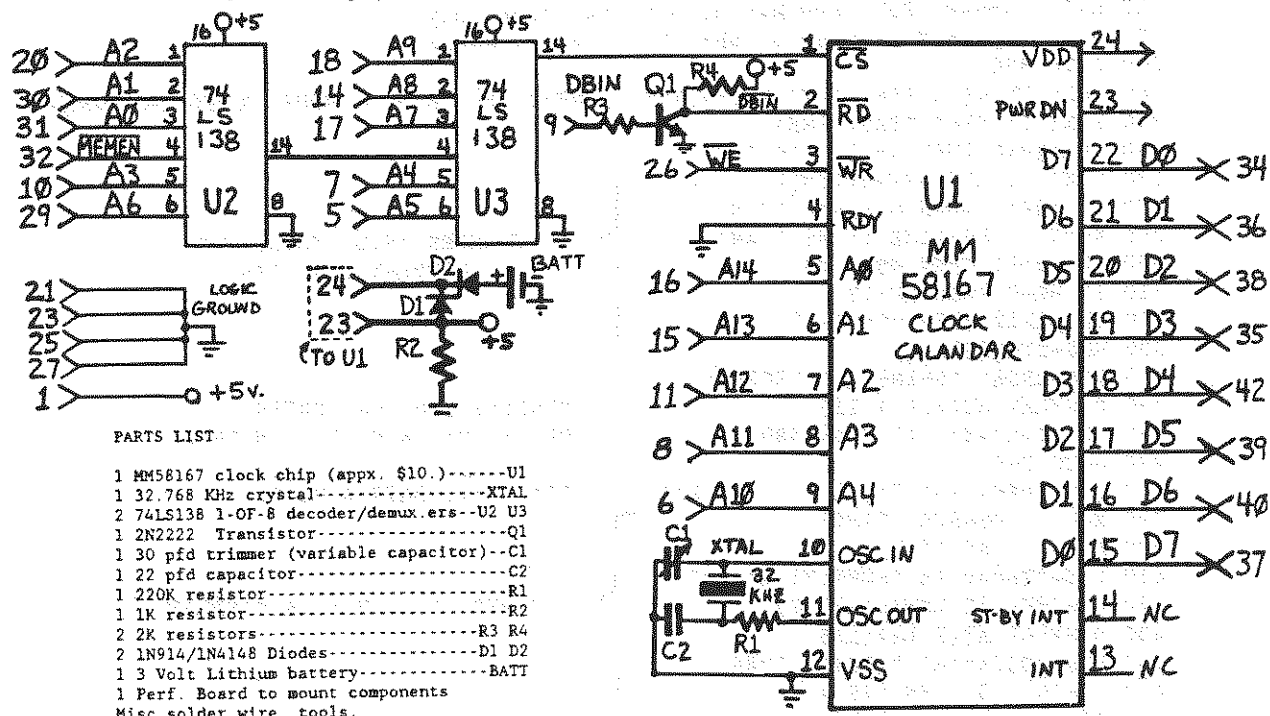 16 +5
20 A2 1
30 A1 2
31 A0 3
32 MEMEN 4
10 A3 5
29 A6 6
74
LS
138
U2
14
8
16 +5
18 A9 1
14 A8 2
17 A7 3
4
7 A4 5
5 A5 6
74
LS
138
U3
14
8
DBIN
9
R3
Q1
R4
+5
DBIN
26 WE
1 CS
2 RD
3 WR
4 RDY
16 A14 5 A0
15 A13 6 A1
11 A12 7 A2
8 A11 8 A3
6 A10 9 A4
C1 XTAL 10 OSC IN
32
KHZ
11 OSC OUT
C2 R1
12 VSS
U1
MM
58167
CLOCK
CALANDAR
VDD 24
PWRDN 23
D7 22 D0 34
D6 21 D1 36
D5 20 D2 38
D4 19 D3 35
D3 18 D4 42
D2 17 D5 39
D1 16 D6 40
D0 15 D7 37
ST-BY INT 14 NC
INT 13 NC
21
23
25
27
LOGIC
GROUND
1 +5v.
24
23
TO U1
D2
D1
R2
+
BATT
+5
PARTS LIST
1 MM58167 clock chip (appx. $10.)------U1
1 32.768 KHz crystal-----------------XTAL
2 74LS138 1-OF-8 decoder/demux.ers--U2 U3
1 2N2222 Transistor--------------------Q1
1 30 pfd trimmer (variable capacitor)--C1
1 22 pfd capacitor---------------------C2
1 220K resistor------------------------R1
1 1K resistor--------------------------R2
2 2K resistors----------------------R3 R4
2 1N914/1N4148 Diodes---------------D1 D2
1 3 Volt Lithium battery-------------BATT
1 Perf. Board to mount components
Misc solder wire tools.